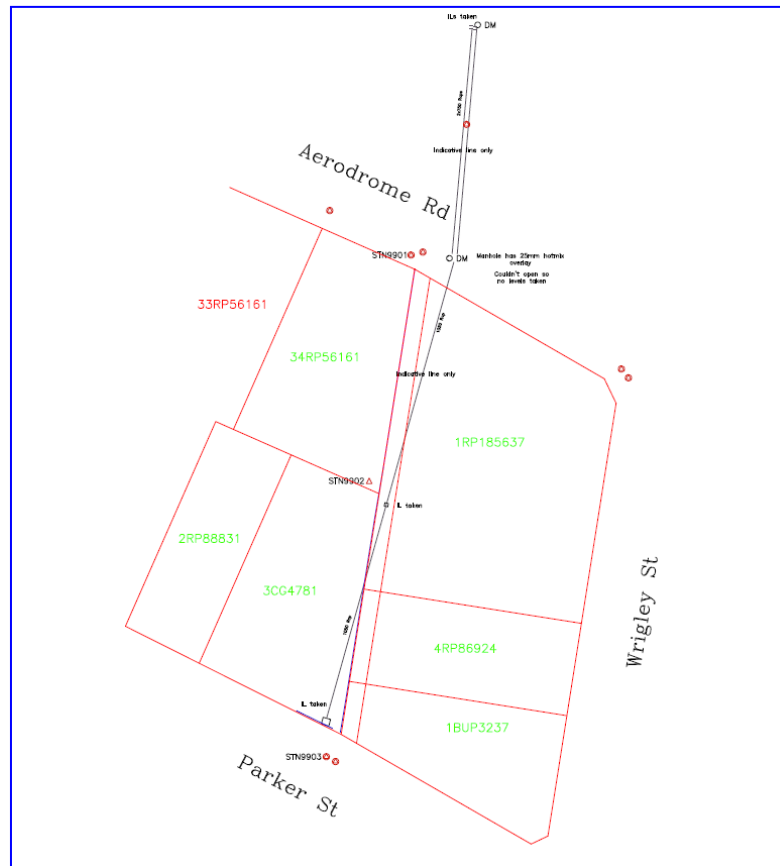 ILs taken
DM
Indicative line only
Aerodrome Rd
STN9901
DM
Manhole has 25mm hotmix
overlay
Couldn't open so
no levels taken
33RP56161
34RP56161
Indicative line only
1RP185637
STN9902
IL taken
2RP88831
3CG4781
4RP86924
Wrigley St
IL taken
1BUP3237
STN9903
Parker St